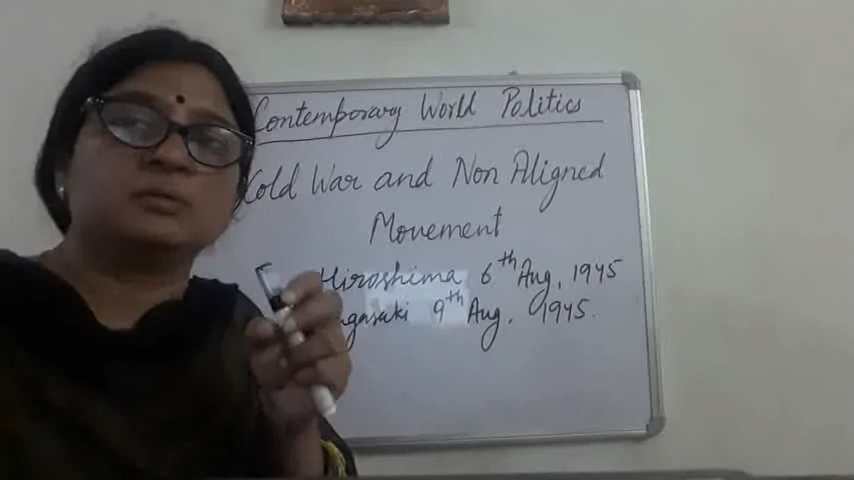 Contemporary World Politics
Cold War and Non Aligned
Movement
Hiroshima 6th Aug, 1945
9th Aug. 1945.